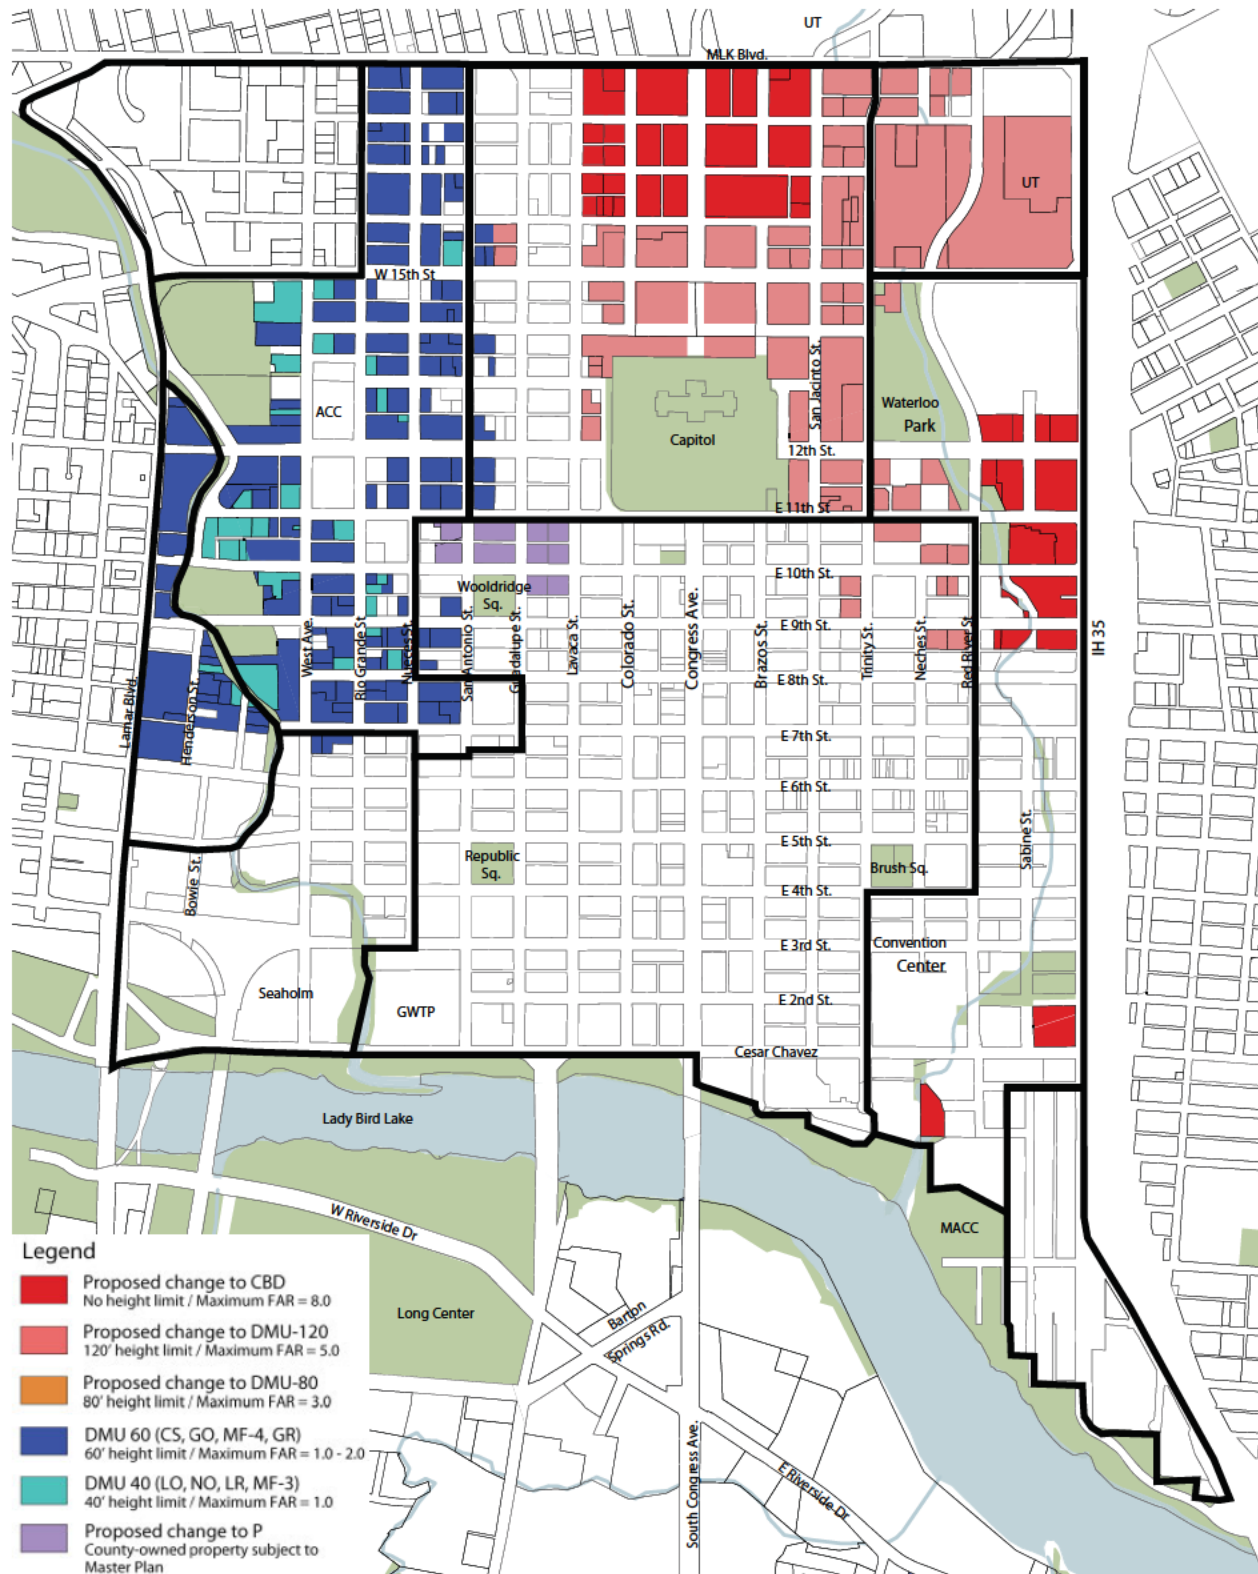 UT
MLK Blvd.
UT
W 15th St
ACC
San Jacinto St.
Waterloo
Park
Capitol
12th St.
E 11th St
E 10th St.
Wooldridge
Sq.
E 9th St.
West Ave.
Rio Grande St.
Nueces St.
San Antonio St.
Guadalupe St.
Lavaca St.
Colorado St.
Congress Ave.
Brazos St.
Trinity St.
Neches St.
Red River St.
IH 35
E 8th St.
Lamar Blvd.
Henderson St.
E 7th St.
E 6th St.
E 5th St.
Republic
Sq.
Brush Sq.
Sabine St.
Bowie St.
E 4th St.
E 3rd St.
Convention
Center
Seaholm
GWTP
E 2nd St.
Cesar Chavez
Lady Bird Lake
W Riverside Dr
MACC
Long Center
Barton
Springs Rd.
South Congress Ave.
E Riverside Dr
Legend
Proposed change to CBD
No height limit / Maximum FAR = 8.0
Proposed change to DMU-120
120' height limit / Maximum FAR = 5.0
Proposed change to DMU-80
80' height limit / Maximum FAR = 3.0
DMU 60 (CS, GO, MF-4, GR)
60' height limit / Maximum FAR = 1.0 - 2.0
DMU 40 (LO, NO, LR, MF-3)
40' height limit / Maximum FAR = 1.0
Proposed change to P
County-owned property subject to
Master Plan